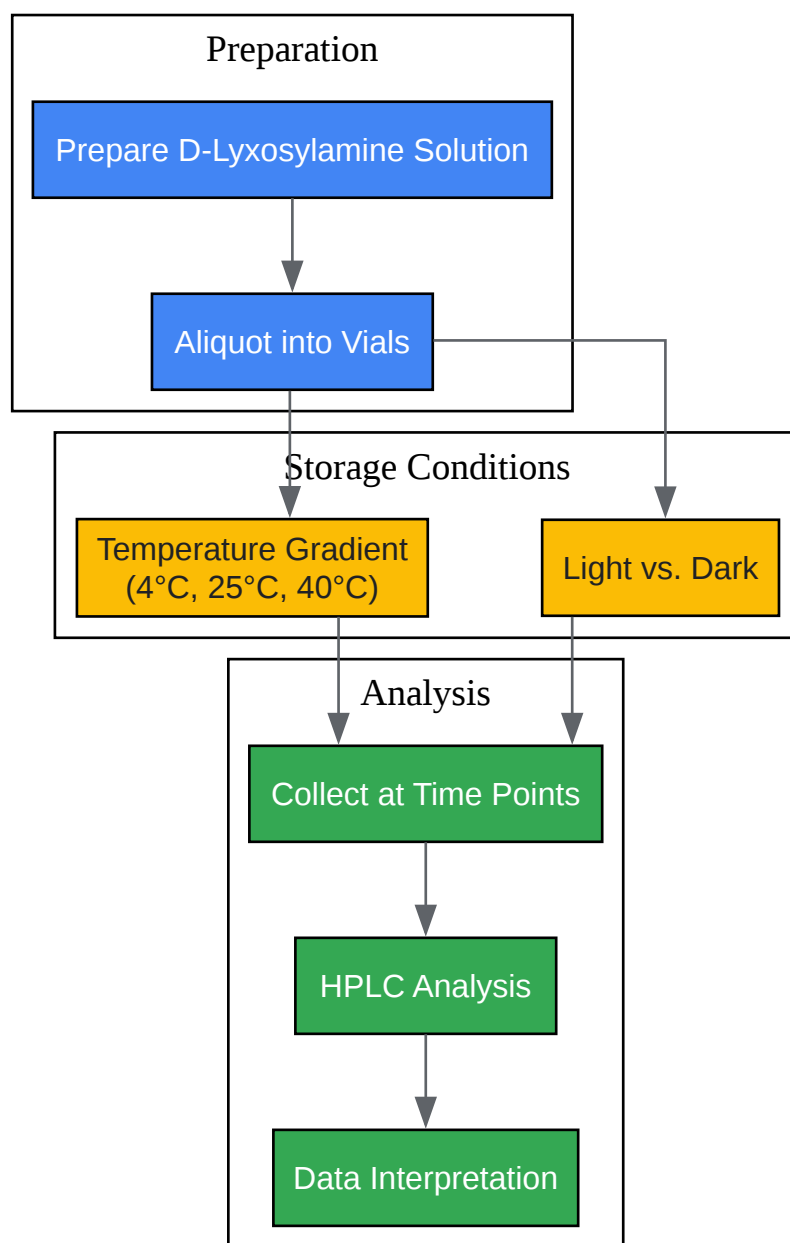 Preparation
Prepare D-Lyxosylamine Solution
Aliquot into Vials
Storage Conditions
Temperature Gradient
(4°C, 25°C, 40°C)
Light vs. Dark
Analysis
Collect at Time Points
HPLC Analysis
Data Interpretation